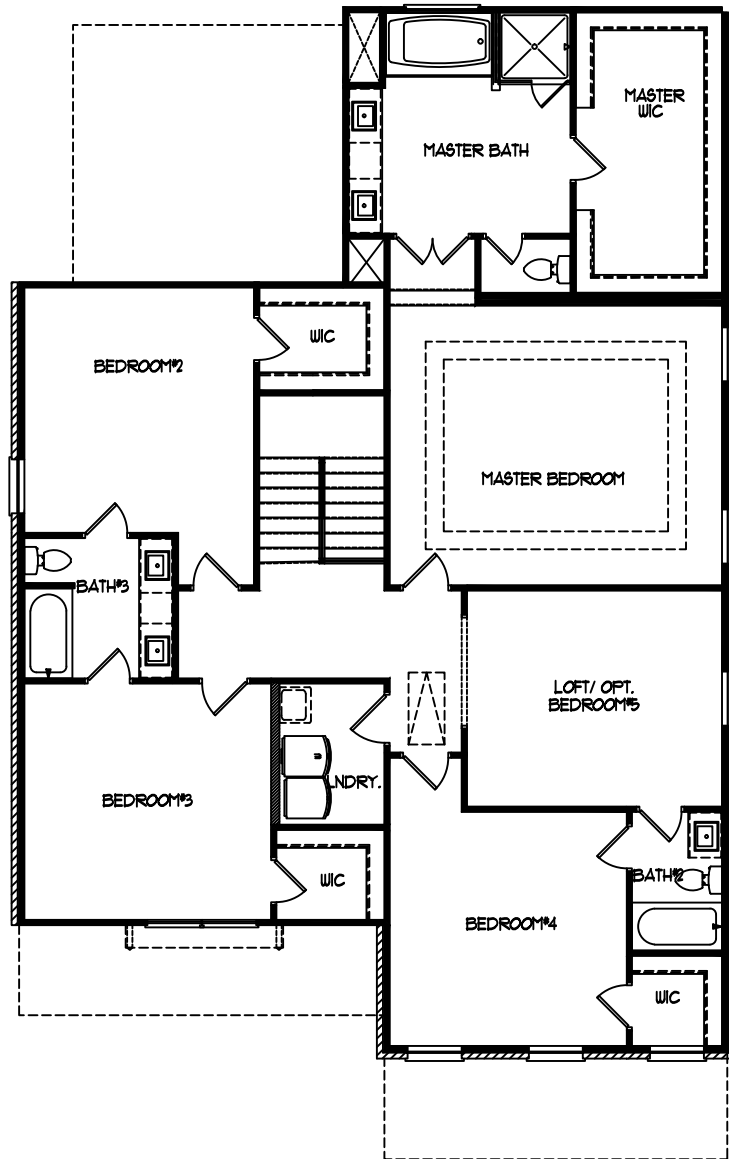 MASTER
WIC
MASTER BATH
WIC
BEDROOM#2
MASTER BEDROOM
BATH#3
LOFT/ OPT.
BEDROOM#5
LNDRY.
BEDROOM#3
WIC
BATH#2
BEDROOM#4
WIC